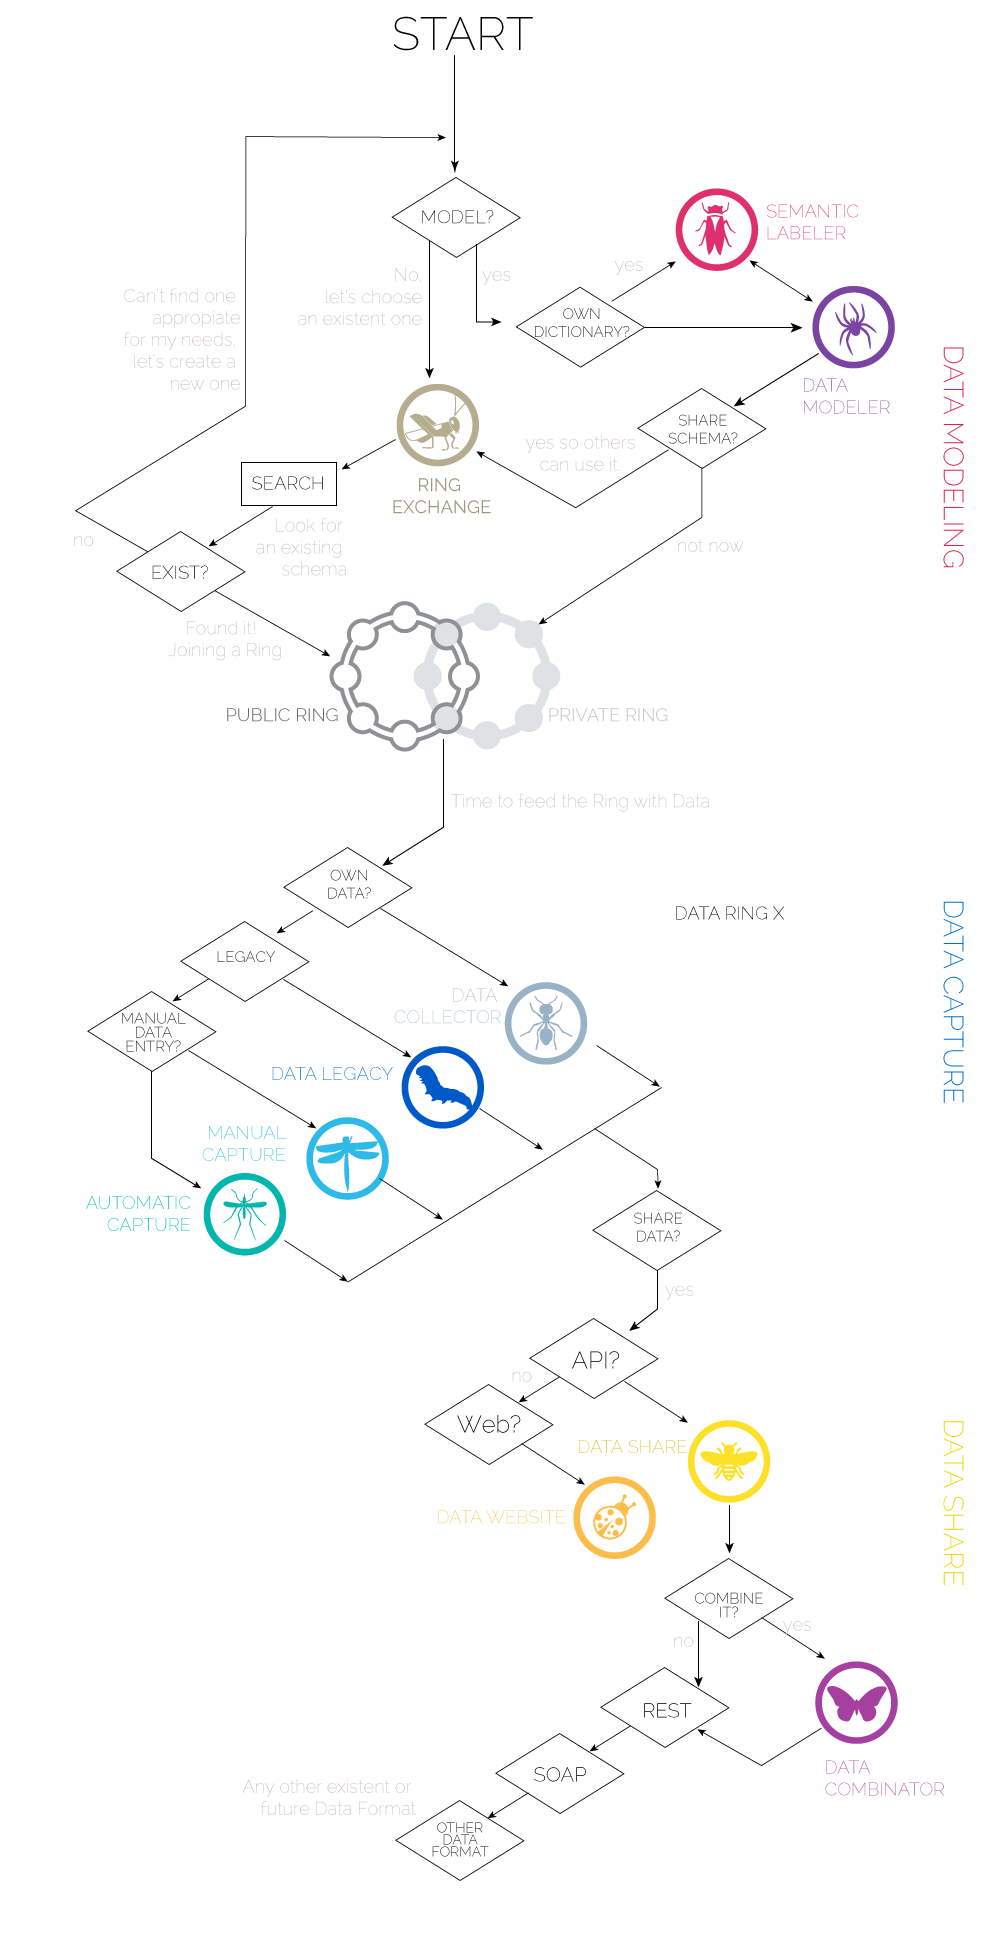 START
MODEL?
SEMANTIC
LABELER
No,
let's choose
an existent one
yes
yes
OWN
DICTIONARY?
Can't find one
appropiate
for my needs,
let's create a
new one
DATA
MODELER
DATA MODELING
SHARE
SCHEMA?
yes so others
can use it.
RING
EXCHANGE
SEARCH
Look for
an existing
schema
no
EXIST?
not now
Found it!
Joining a Ring
PUBLIC RING
PRIVATE RING
Time to feed the Ring with Data
OWN
DATA?
DATA RING X
DATA CAPTURE
LEGACY
DATA
COLLECTOR
MANUAL
DATA
ENTRY?
DATA LEGACY
MANUAL
CAPTURE
AUTOMATIC
CAPTURE
SHARE
DATA?
yes
API?
no
Web?
DATA SHARE
DATA SHARE
DATA WEBSITE
COMBINE
IT?
yes
no
REST
DATA
COMBINATOR
SOAP
Any other existent or
future Data Format
OTHER
DATA
FORMAT